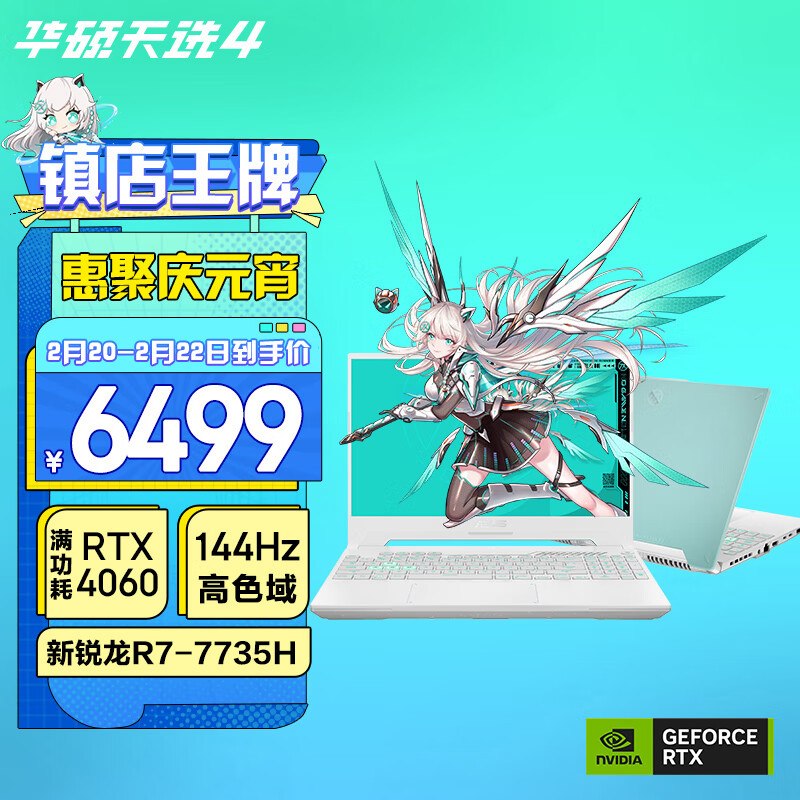 华硕天选4
镇店王牌
惠聚庆元宵
2月20-2月22日到手价
¥6499
满功耗
RTX
4060
144Hz
高色域
新锐龙R7-7735H
NVIDIA
GEFORCE
RTX